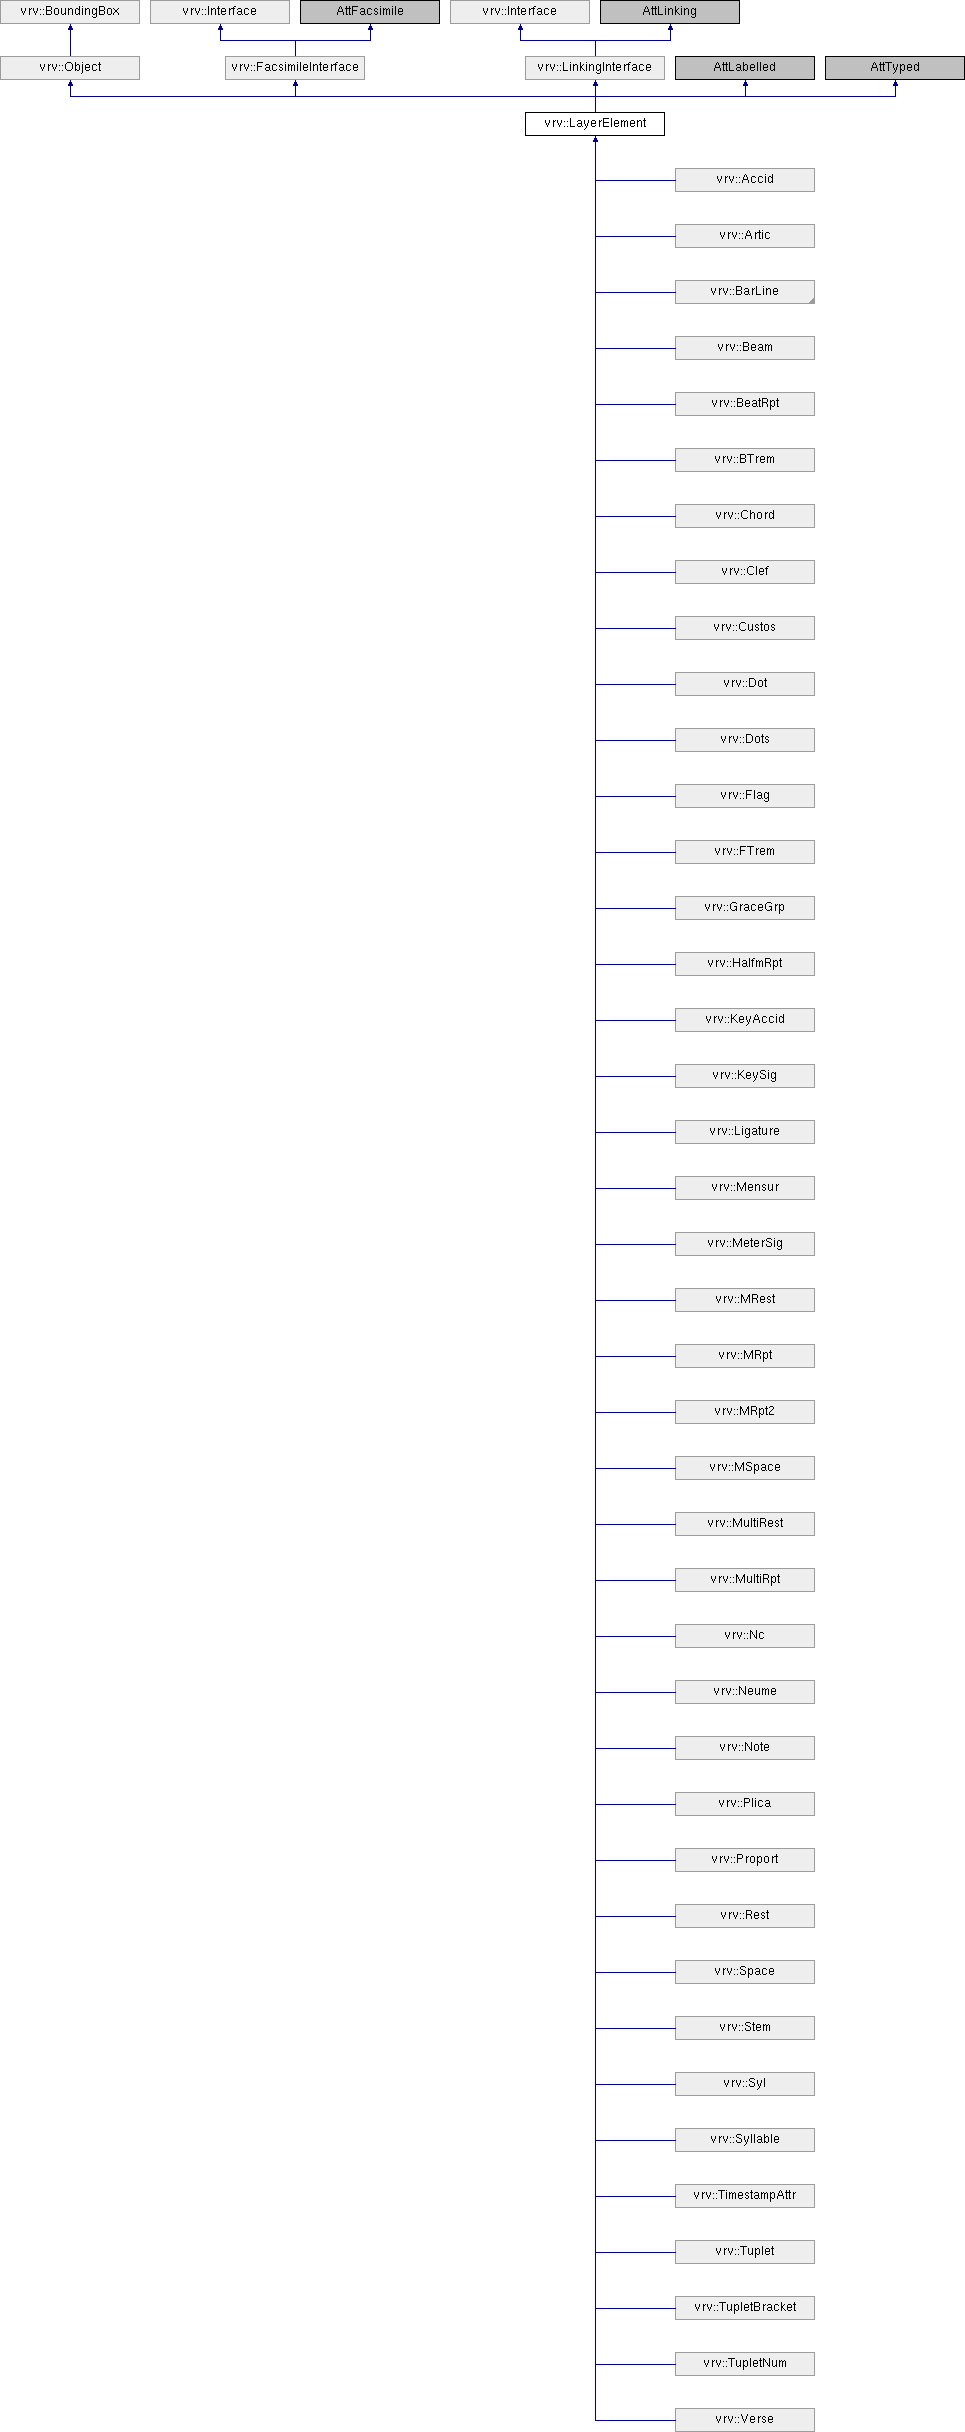 vrv::BoundingBox
vrv::Interface
AttFacsimile
vrv::Interface
AttLinking
vrv::Object
vrv::FacsimileInterface
vrv::LinkingInterface
AttLabelled
AttTyped
vrv::LayerElement
vrv::Accid
vrv::Artic
vrv::BarLine
vrv::Beam
vrv::BeatRpt
vrv::BTrem
vrv::Chord
vrv::Clef
vrv::Custos
vrv::Dot
vrv::Dots
vrv::Flag
vrv::FTrem
vrv::GraceGrp
vrv::HalfmRpt
vrv::KeyAccid
vrv::KeySig
vrv::Ligature
vrv::Mensur
vrv::MeterSig
vrv::MRest
vrv::MRpt
vrv::MRpt2
vrv::MSpace
vrv::MultiRest
vrv::MultiRpt
vrv::Nc
vrv::Neume
vrv::Note
vrv::Plica
vrv::Proport
vrv::Rest
vrv::Space
vrv::Stem
vrv::Syl
vrv::Syllable
vrv::TimestampAttr
vrv::Tuplet
vrv::TupletBracket
vrv::TupletNum
vrv::Verse